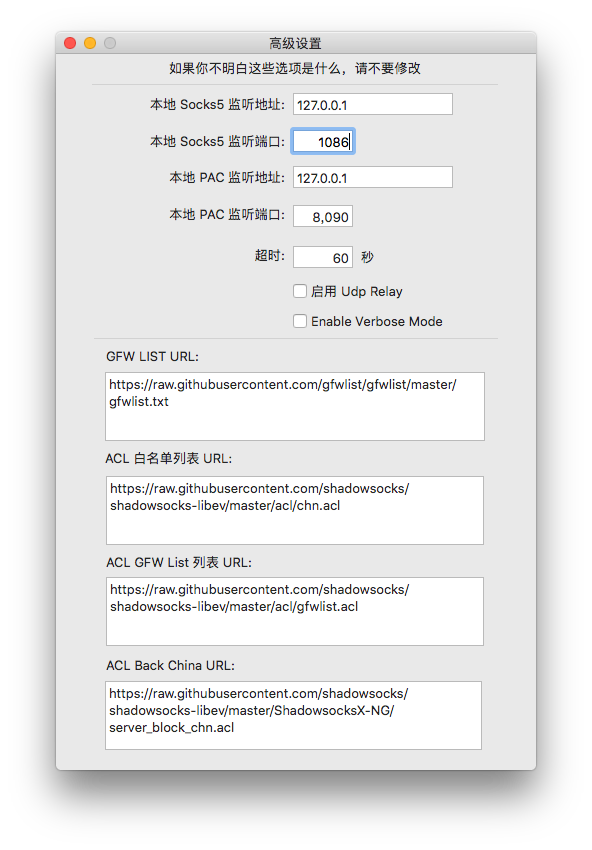 高级设置
如果你不明白这些选项是什么，请不要修改
本地 Socks5 监听地址: 127.0.0.1
本地 Socks5 监听端口: 1086
本地 PAC 监听地址: 127.0.0.1
本地 PAC 监听端口: 8,090
超时: 60 秒
启用 Udp Relay
Enable Verbose Mode
GFW LIST URL:
https://raw.githubusercontent.com/gfwlist/gfwlist/master/
gfwlist.txt
ACL 白名单列表 URL:
https://raw.githubusercontent.com/shadowsocks/
shadowsocks-libev/master/acl/chn.acl
ACL GFW List 列表 URL:
https://raw.githubusercontent.com/shadowsocks/
shadowsocks-libev/master/acl/gfwlist.acl
ACL Back China URL:
https://raw.githubusercontent.com/shadowsocks/
shadowsocks-libev/master/ShadowsocksX-NG/
server_block_chn.acl